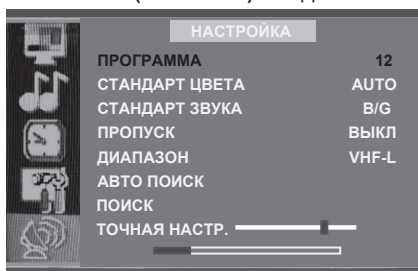 НАСТРОЙКА
ПРОГРАММА 12
СТАНДАРТ ЦВЕТА AUTO
СТАНДАРТ ЗВУКА B/G
ПРОПУСК ВЫКЛ
ДИАПАЗОН VHF-L
АВТО ПОИСК
ПОИСК
ТОЧНАЯ НАСТР.